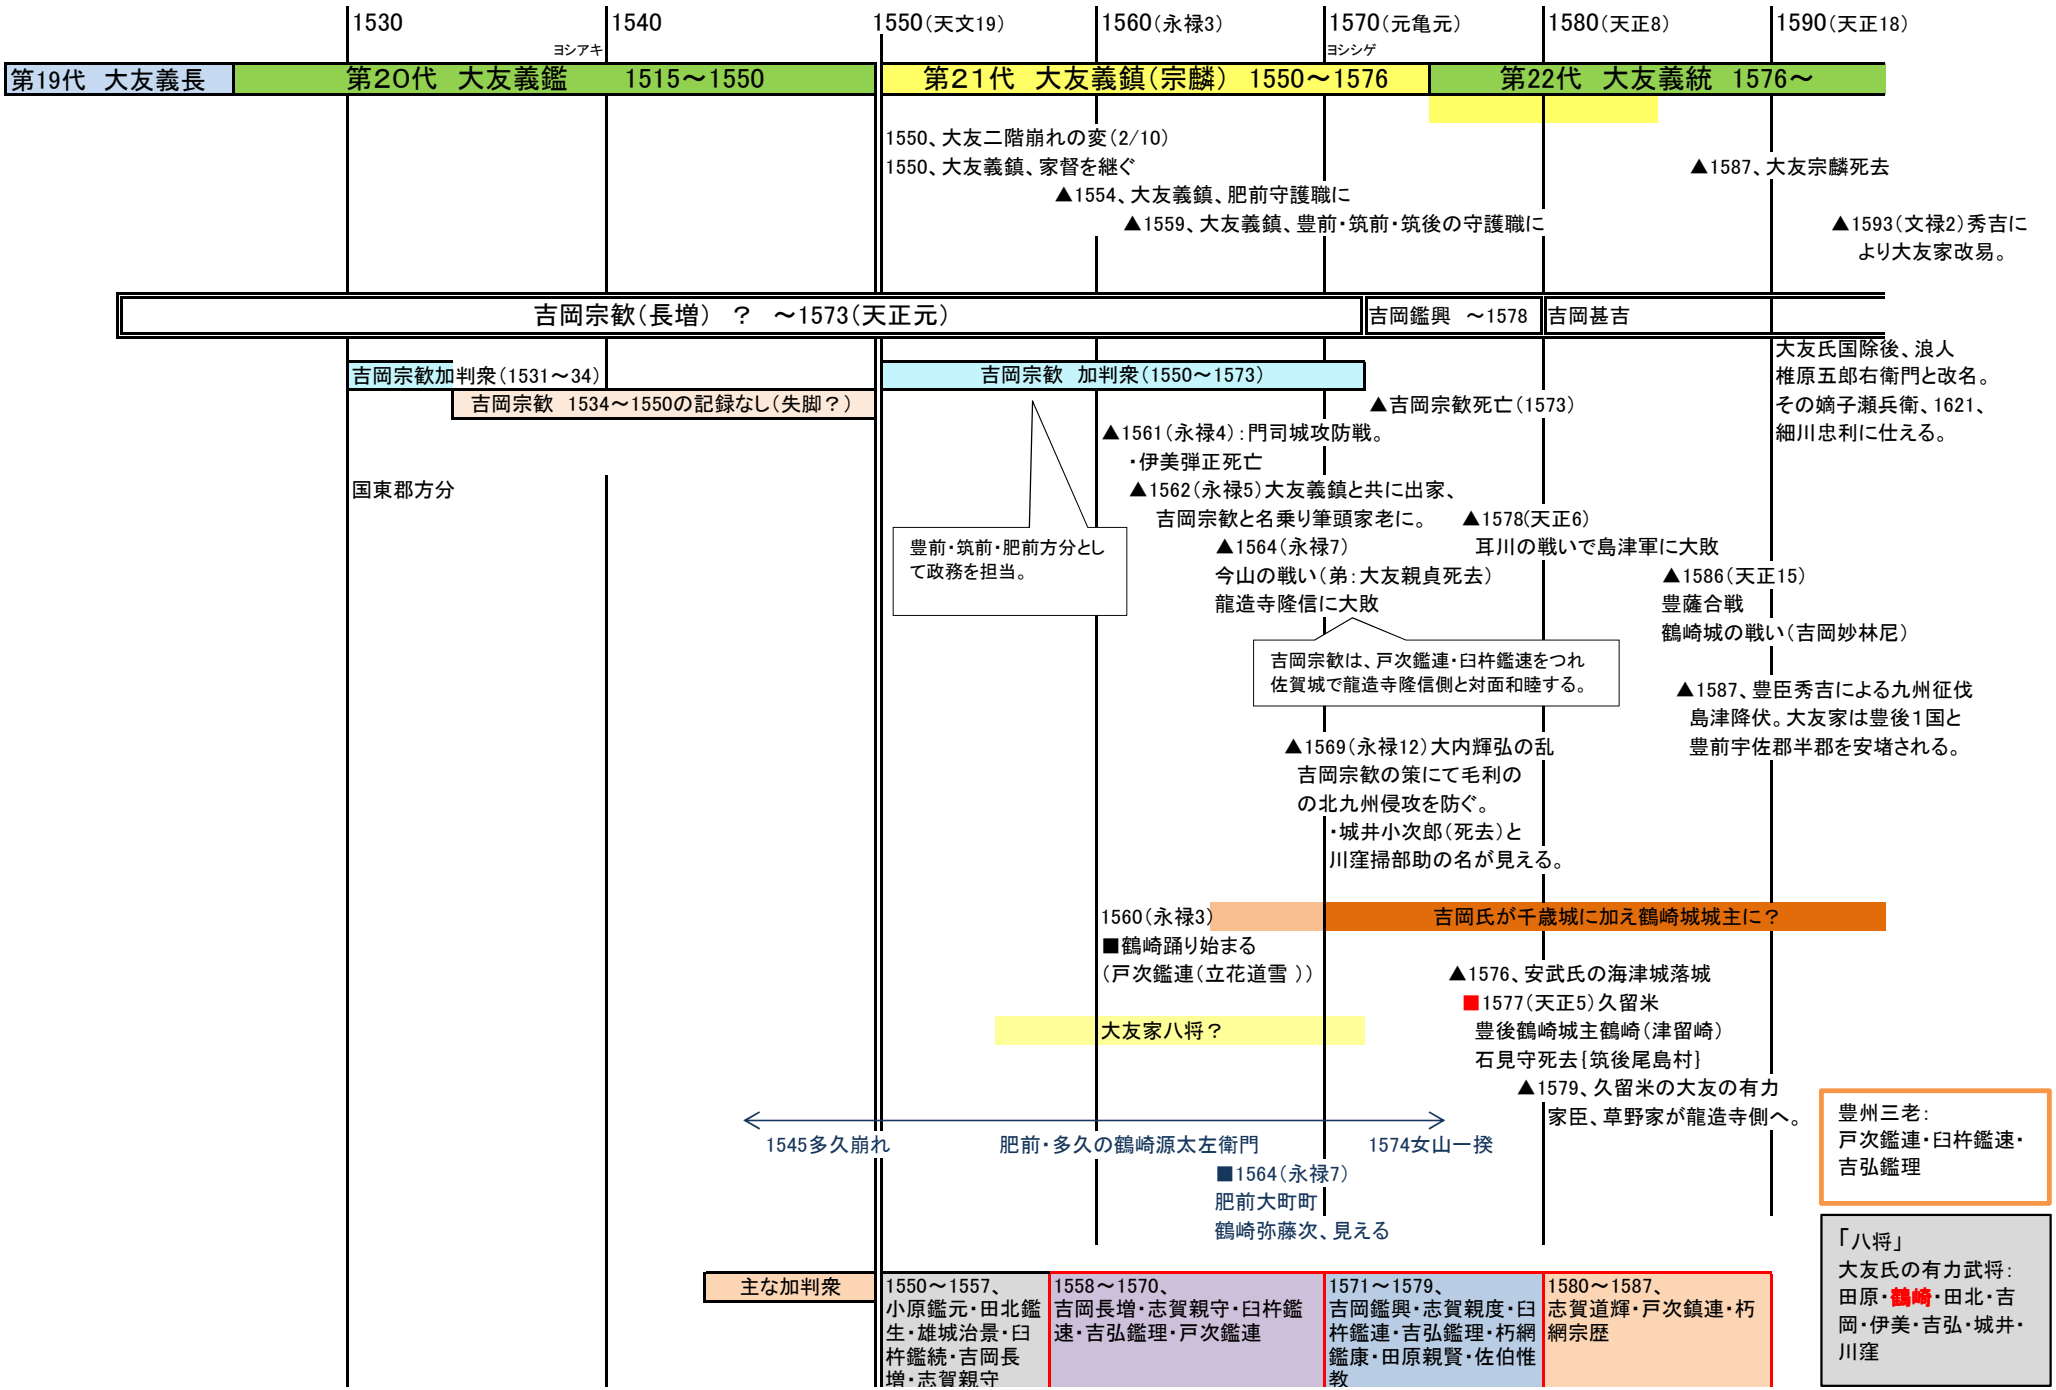 1530
1540
1550(天文19)
1560(永禄3)
1570(元亀元)
1580(天正8)
1590(天正18)
ヨシアキ
ヨシシゲ
第19代 大友義長
第20代 大友義鑑 1515～1550
第21代 大友義鎮(宗麟) 1550～1576
第22代 大友義統 1576～
1550、大友二階崩れの変(2/10)
1550、大友義鎮、家督を継ぐ
▲1587、大友宗麟死去
▲1554、大友義鎮、肥前守護職に
▲1559、大友義鎮、豊前・筑前・筑後の守護職に
▲1593(文禄2)秀吉に
より大友家改易。
吉岡宗歓(長増) ? ～1573(天正元)
吉岡鑑興 ～1578
吉岡甚吉
大友氏国除後、浪人
椎原五郎右衛門と改名。
その嫡子瀬兵衛、1621、
細川忠利に仕える。
吉岡宗歓加判衆(1531～34)
吉岡宗歓 加判衆(1550～1573)
吉岡宗歓 1534～1550の記録なし(失脚?)
▲吉岡宗歓死亡(1573)
▲1561(永禄4):門司城攻防戦。
・伊美弾正死亡
国東郡方分
▲1562(永禄5)大友義鎮と共に出家、
吉岡宗歓と名乗り筆頭家老に。
▲1578(天正6)
耳川の戦いで島津軍に大敗
豊前・筑前・肥前方分とし
て政務を担当。
▲1564(永禄7)
今山の戦い(弟:大友親貞死去)
龍造寺隆信に大敗
▲1586(天正15)
豊薩合戦
鶴崎城の戦い(吉岡妙林尼)
吉岡宗歓は、戸次鑑連・臼杵鑑速をつれ
佐賀城で龍造寺隆信側と対面和睦する。
▲1587、豊臣秀吉による九州征伐
島津降伏。大友家は豊後1国と
豊前宇佐郡半郡を安堵される。
▲1569(永禄12)大内輝弘の乱
吉岡宗歓の策にて毛利の
の北九州侵攻を防ぐ。
・城井小次郎(死去)と
川窪掃部助の名が見える。
1560(永禄3)
吉岡氏が千歳城に加え鶴崎城城主に?
■鶴崎踊り始まる
(戸次鑑連(立花道雪 ))
▲1576、安武氏の海津城落城
■1577(天正5)久留米
豊後鶴崎城主鶴崎(津留崎)
石見守死去{筑後尾島村}
大友家八将?
▲1579、久留米の大友の有力
家臣、草野家が龍造寺側へ。
1545多久崩れ
肥前・多久の鶴崎源太左衛門
1574女山一揆
■1564(永禄7)
肥前大町町
鶴崎弥藤次、見える
豊州三老:
戸次鑑連・臼杵鑑速・
吉弘鑑理
「八将」
大友氏の有力武将:
田原・鶴崎・田北・吉
岡・伊美・吉弘・城井・
川窪
主な加判衆
1550～1557、
小原鑑元・田北鑑
生・雄城治景・臼
杵鑑続・吉岡長
増・志賀親守
1558～1570、
吉岡長増・志賀親守・臼杵鑑
速・吉弘鑑理・戸次鑑連
1571～1579、
吉岡鑑興・志賀親度・臼
杵鑑連・吉弘鑑理・朽網
鑑康・田原親賢・佐伯惟
教
1580～1587、
志賀道輝・戸次鎮連・朽
網宗歴